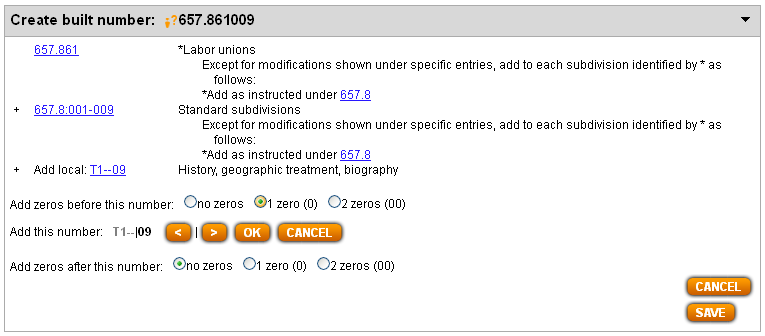 Create built number: ?657.861009
657.861 *Labor unions
Except for modifications shown under specific entries, add to each subdivision identified by * as
follows:
*Add as instructed under 657.8
+ 657.8:001-009 Standard subdivisions
Except for modifications shown under specific entries, add to each subdivision identified by * as
follows:
*Add as instructed under 657.8
+ Add local: T1--09 History, geographic treatment, biography
Add zeros before this number: no zeros 1 zero (0) 2 zeros (00)
Add this number: T1--|09 < | > OK CANCEL
Add zeros after this number: no zeros 1 zero (0) 2 zeros (00)
CANCEL
SAVE